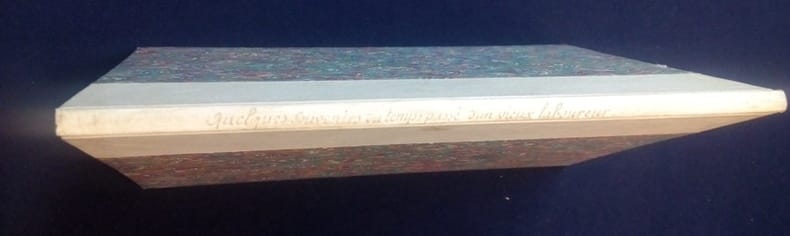 Quelques Souvenirs du temps passé d'un vieux laboureur